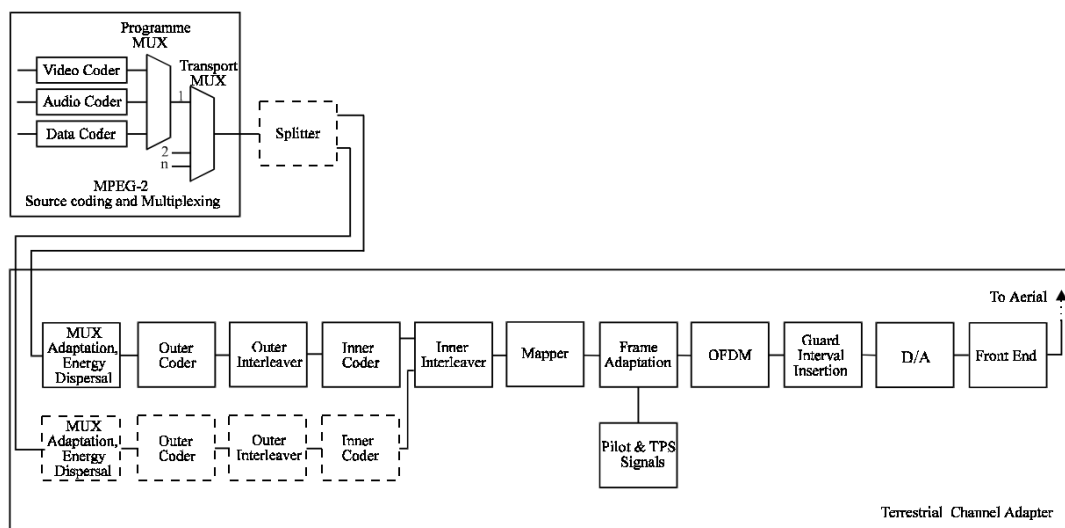 Programme
MUX
Transport
MUX
Video Coder
Audio Coder
Data Coder
1
2
n
MPEG-2
Source coding and Multiplexing
Splitter
To Aerial
MUX
Adaptation,
Energy
Dispersal
Outer
Coder
Outer
Interleaver
Inner
Coder
Inner
Interleaver
Mapper
Frame
Adaptation
OFDM
Guard
Interval
Insertion
D/A
Front End
MUX
Adaptation,
Energy
Dispersal
Outer
Coder
Outer
Interleaver
Inner
Coder
Pilot & TPS
Signals
Terrestrial Channel Adapter